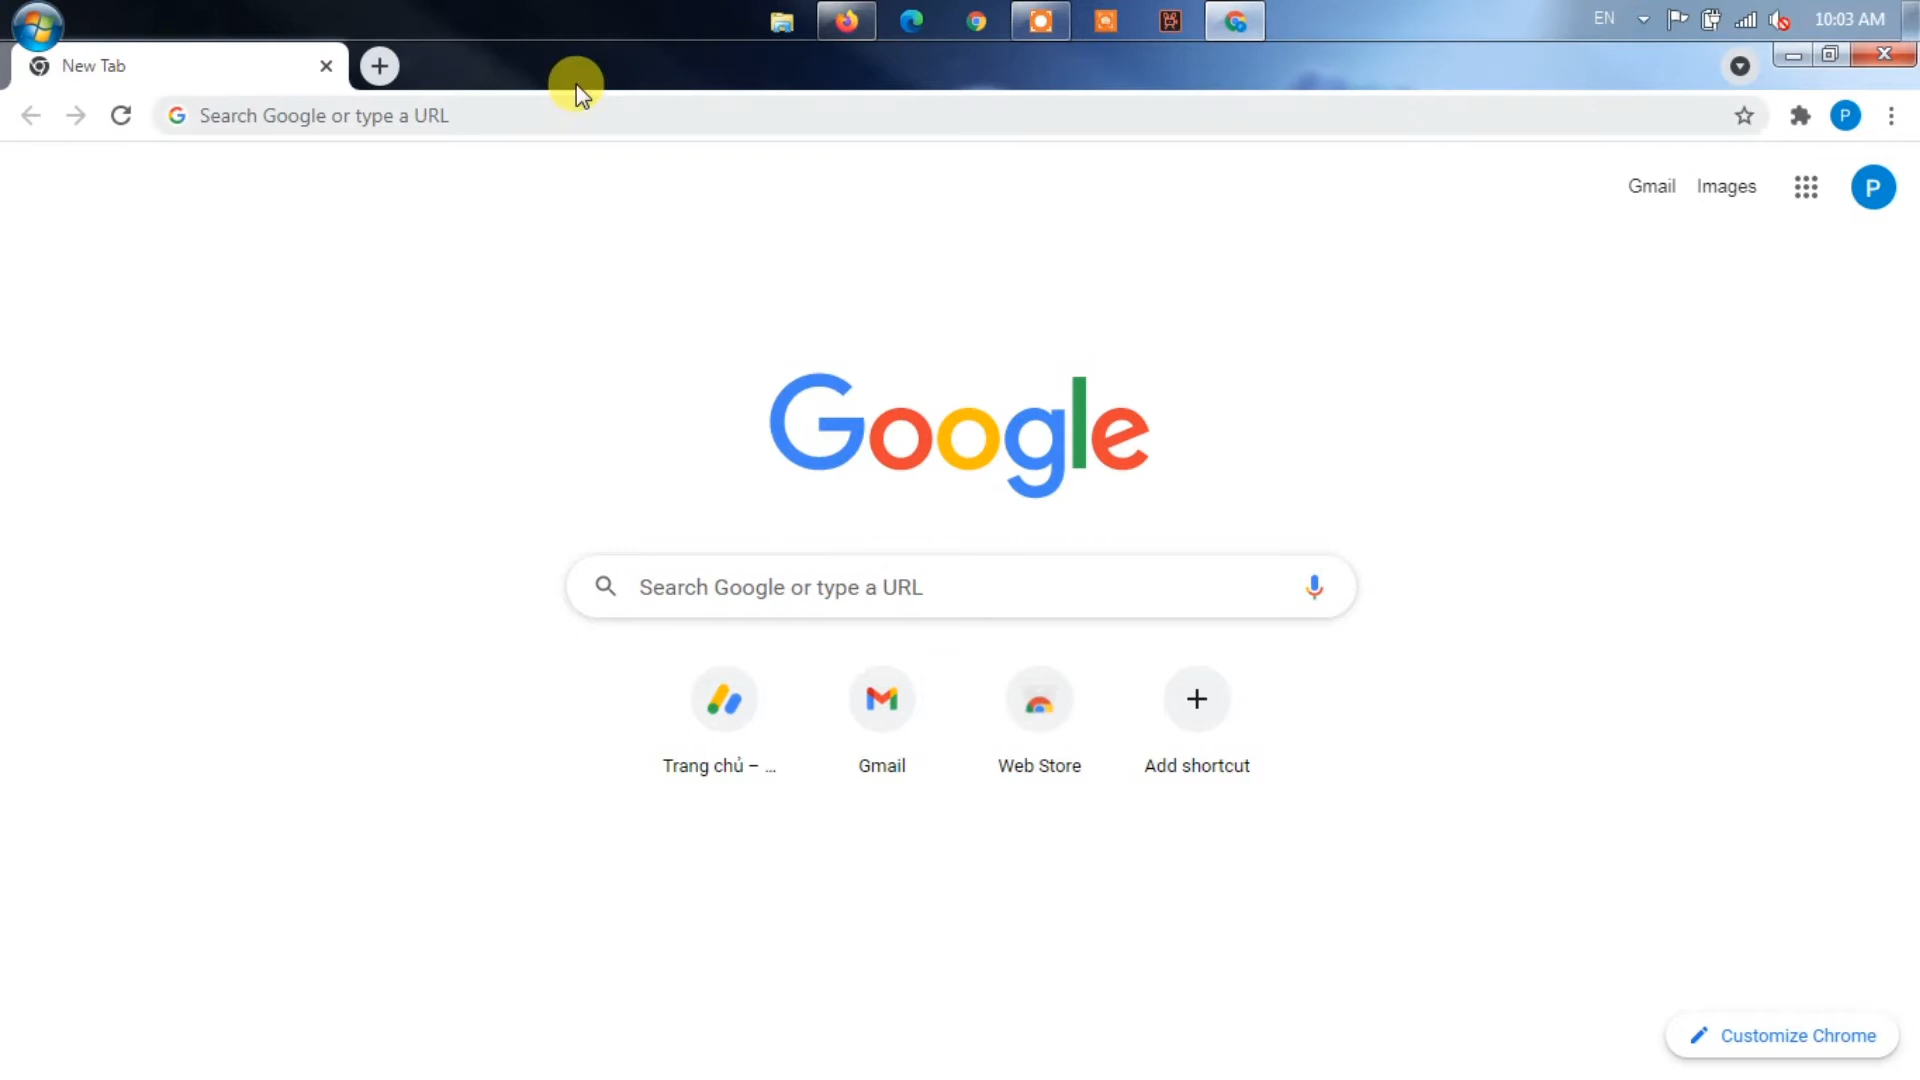 EN
10:03 AM
New Tab
Search Google or type a URL
P
Gmail Images
P
Google
Search Google or type a URL
Trang chủ – ...
Gmail
Web Store
Add shortcut
Customize Chrome